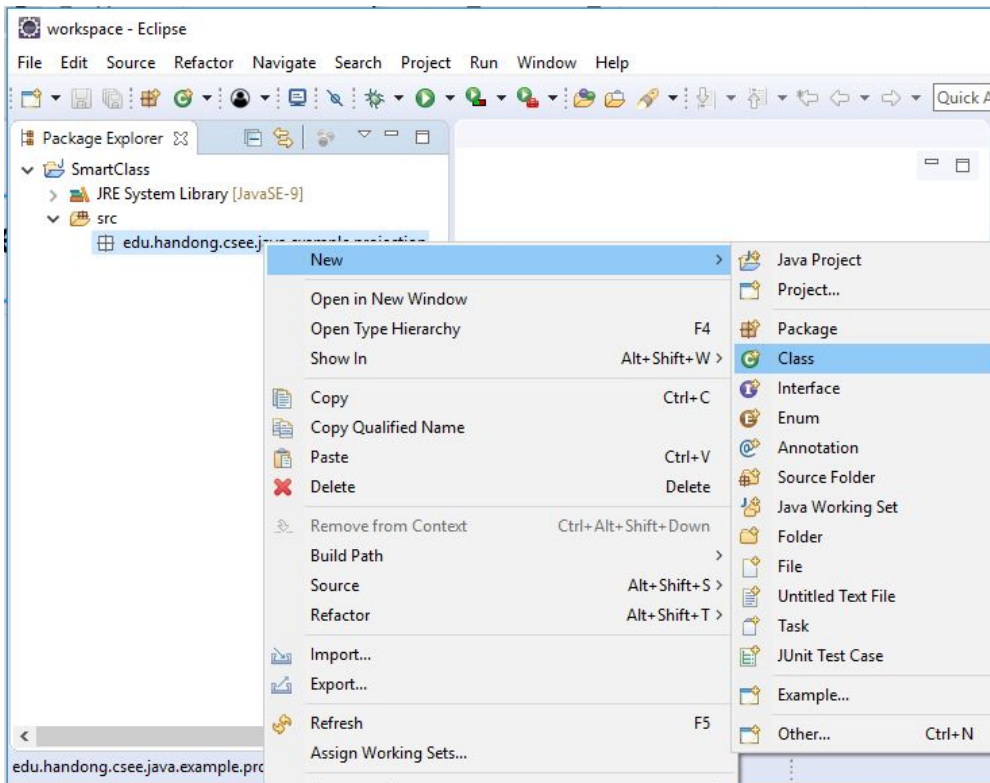 workspace - Eclipse
File Edit Source Refactor Navigate Search Project Run Window Help
Quick A
Package Explorer
SmartClass
JRE System Library [JavaSE-9]
src
edu.handong.csee.java.example.projection
New
Open in New Window
Open Type Hierarchy F4
Show In Alt+Shift+W >
Copy Ctrl+C
Copy Qualified Name
Paste Ctrl+V
Delete Delete
Remove from Context Ctrl+Alt+Shift+Down
Build Path
Source Alt+Shift+S >
Refactor Alt+Shift+T >
Import...
Export...
Refresh F5
Assign Working Sets...
Java Project
Project...
Package
Class
Interface
Enum
Annotation
Source Folder
Java Working Set
Folder
File
Untitled Text File
Task
JUnit Test Case
Example...
Other... Ctrl+N
edu.handong.csee.java.example.pro